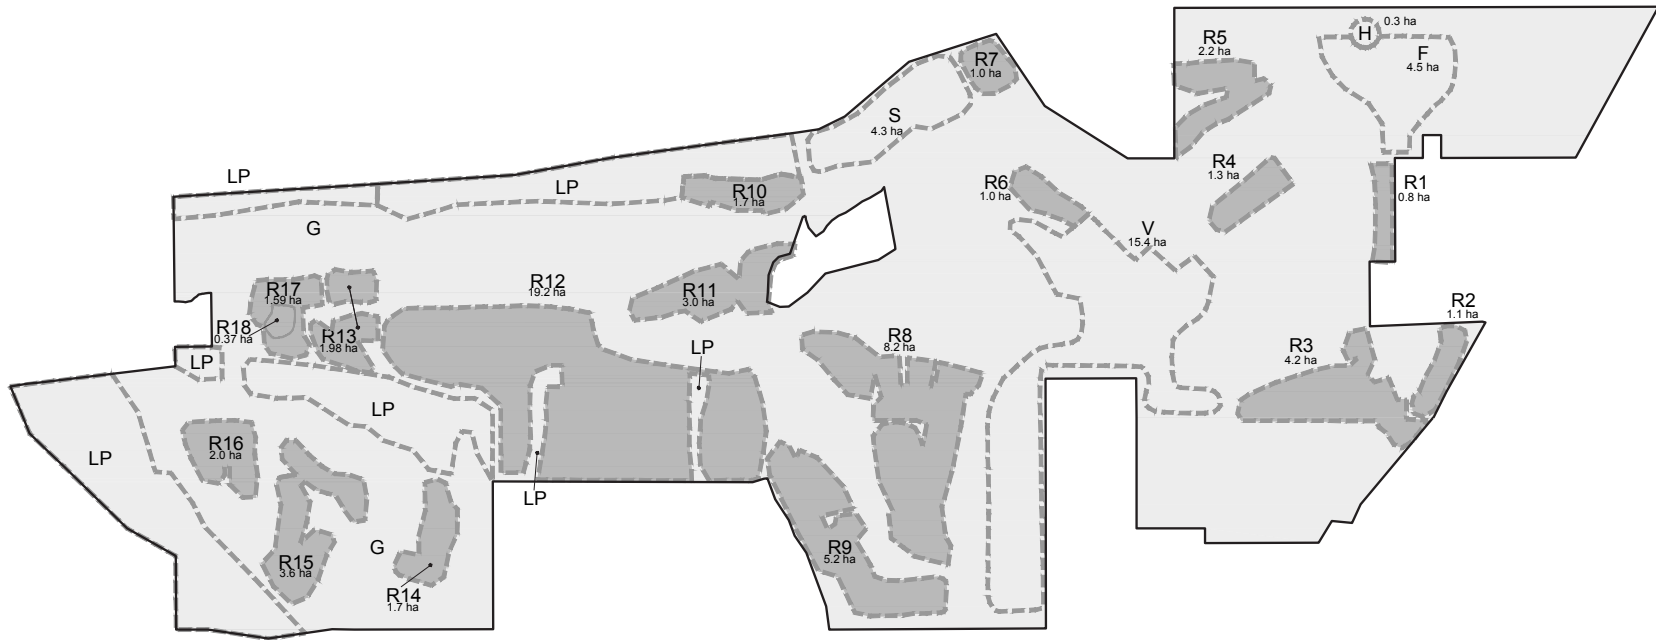 0.3 ha
H
R5
2.2 ha
F
4.5 ha
R7
1.0 ha
S
4.3 ha
R4
1.3 ha
LP
LP
R10
1.7 ha
R6
1.0 ha
R1
0.8 ha
G
V
15.4 ha
R17
1.59 ha
R12
19.2 ha
R11
3.0 ha
R2
1.1 ha
R18
0.37 ha
R13
1.98 ha
R8
8.2 ha
R3
4.2 ha
LP
LP
LP
R16
2.0 ha
LP
LP
R9
5.2 ha
G
R15
3.6 ha
R14
1.7 ha